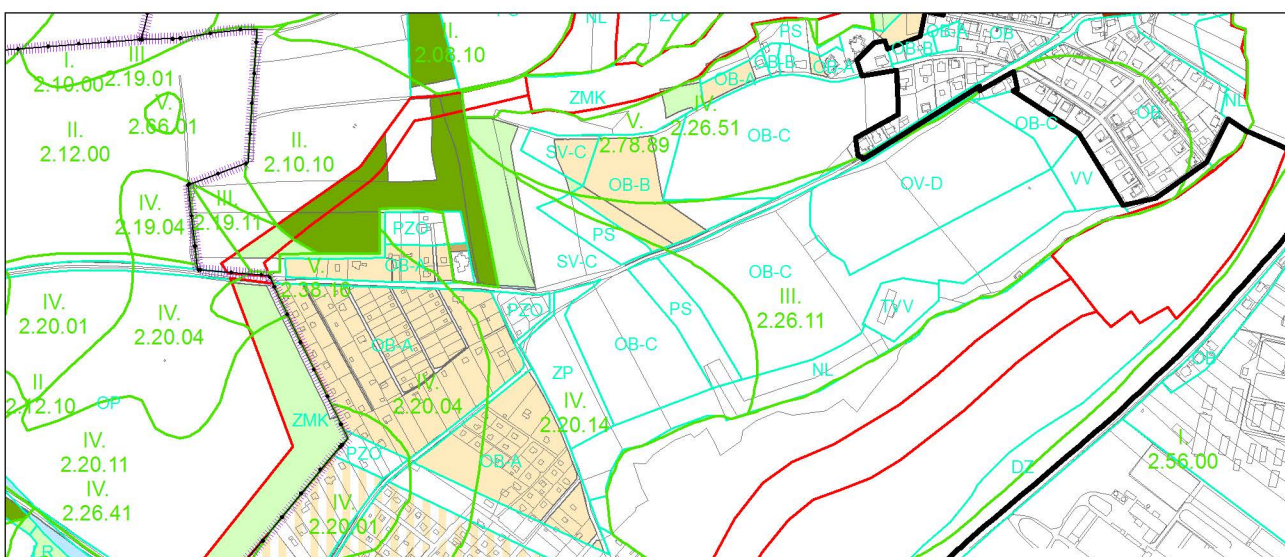 I.
NL
PZO
2.08.10
PS
OB-B
OB-A
OB-A
OB-B
OB-A
OB
I.
III
2.10.00
2.19.01
V.
2.66.01
II.
2.12.00
II.
2.10.10
ZMK
IV.
2.26.51
V.
2.78.89
OB-C
SV-C
OB-B
OB-C
OB
NL
IV.
2.19.04
III.
2.19.11
PZO
OB-A
V.
2.58.16
PS
SV-C
OV-D
VV
OB-C
III.
2.26.11
PS
TVV
PZO
IV.
2.20.01
IV.
2.20.04
OB-A
OB-C
ZP
NL
OB
II
2.12.10
OP
ZMK
IV.
2.20.04
IV.
2.20.14
IV.
2.20.11
IV.
2.26.41
PZO
OB-A
IV.
2.20.01
DZ
I.
2.56.00
R